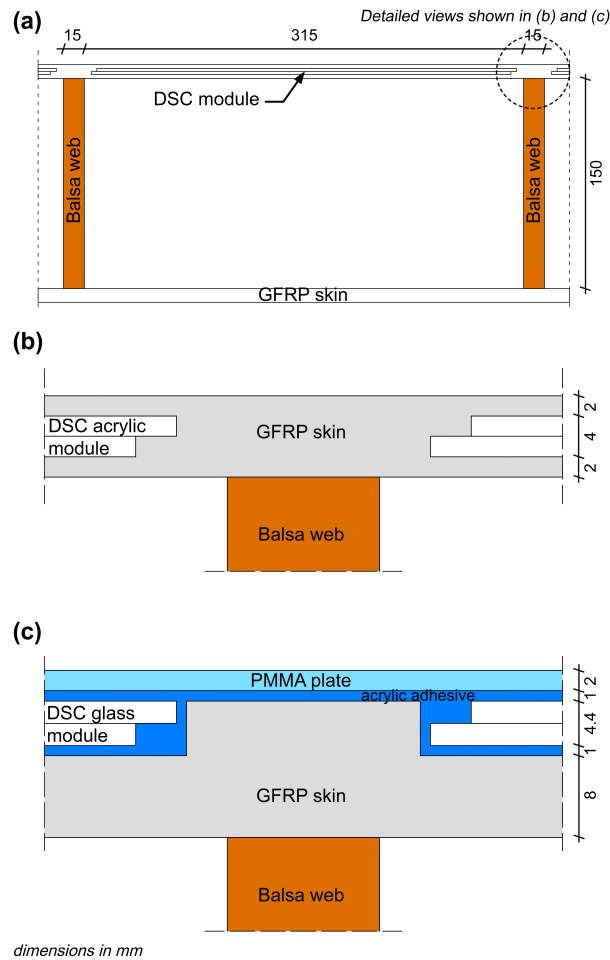 Detailed views shown in (b) and (c)
(a)
15
315
15
DSC module
Balsa web
Balsa web
150
GFRP skin
(b)
DSC acrylic
module
GFRP skin
2
4
2
Balsa web
(c)
PMMA plate
acrylic adhesive
DSC glass
module
GFRP skin
2
1
4.4
1
8
Balsa web
dimensions in mm